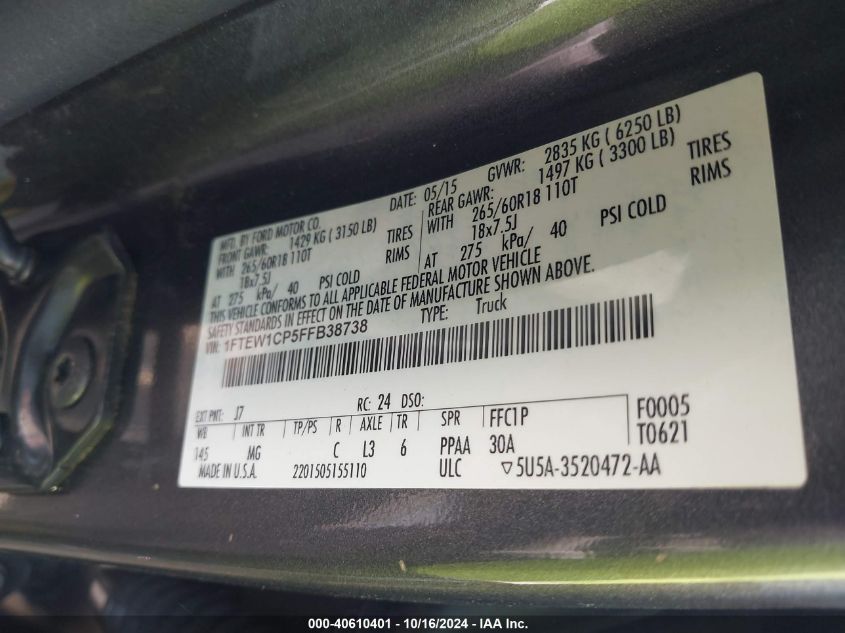 MFD. BY FORD MOTOR CO.
DATE: 05/15 GVWR: 2835 KG ( 6250 LB)
FRONT GAWR: 1429 KG ( 3150 LB)
REAR GAWR: 1497 KG ( 3300 LB)
WITH 265/60R18 110T TIRES
WITH 265/60R18 110T TIRES
18x7.5J RIMS
18x7.5J RIMS
AT 275 kPa/ 40 PSI COLD
AT 275 kPa/ 40 PSI COLD
THIS VEHICLE CONFORMS TO ALL APPLICABLE FEDERAL MOTOR VEHICLE
SAFETY STANDARD IN EFFECT ON THE DATE OF MANUFACTURE SHOWN ABOVE.
VIN: 1FTEW1CP5FFB38738 TYPE: Truck
EXT PNT: J7 RC: 24 DSO:
WB INT TR TP/PS R AXLE TR SPR FFC1P F0005
145 MG C L3 6 PPAA 30A T0621
MADE IN U.S.A. 2201505155110 ULC ▽5U5A-3520472-AA
000-40610401 - 10/16/2024 - IAA Inc.